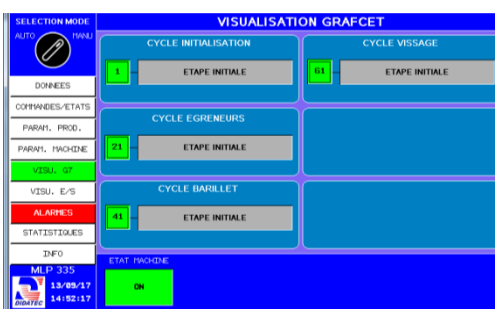 SELECTION MODE
AUTO MANU
DONNEES
COMMANDES/ETATS
PARAM. PROD.
PARAM. MACHINE
VISU. G7
VISU. E/S
ALARMES
STATISTIQUES
INFO
MLP 335
13/09/17
14:52:17
DIDATEC
VISUALISATION GRAFCET
CYCLE INITIALISATION
1 ETAPE INITIALE
CYCLE VISSAGE
61 ETAPE INITIALE
CYCLE EGRENEURS
21 ETAPE INITIALE
CYCLE BARILLET
41 ETAPE INITIALE
ETAT MACHINE
ON